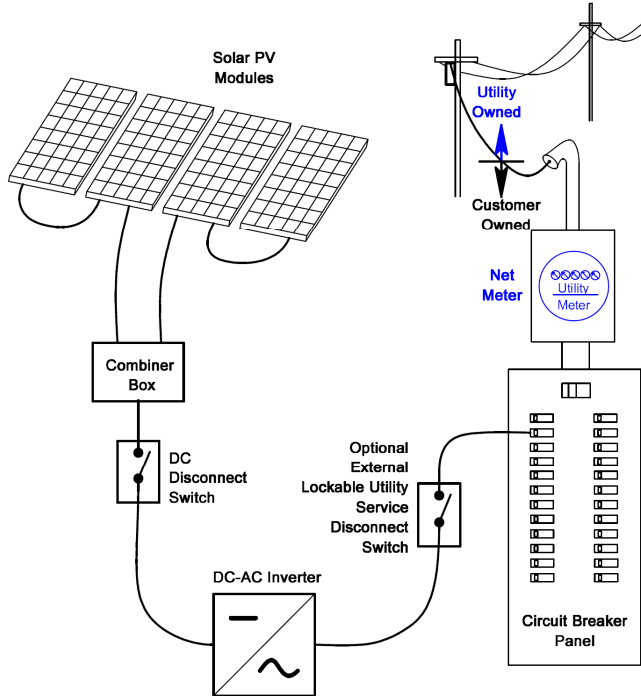 Solar PV
Modules
Utility
Owned
Customer
Owned
Net
Meter
Utility
Meter
Combiner
Box
DC
Disconnect
Switch
Optional
External
Lockable Utility
Service
Disconnect
Switch
DC-AC Inverter
Circuit Breaker
Panel